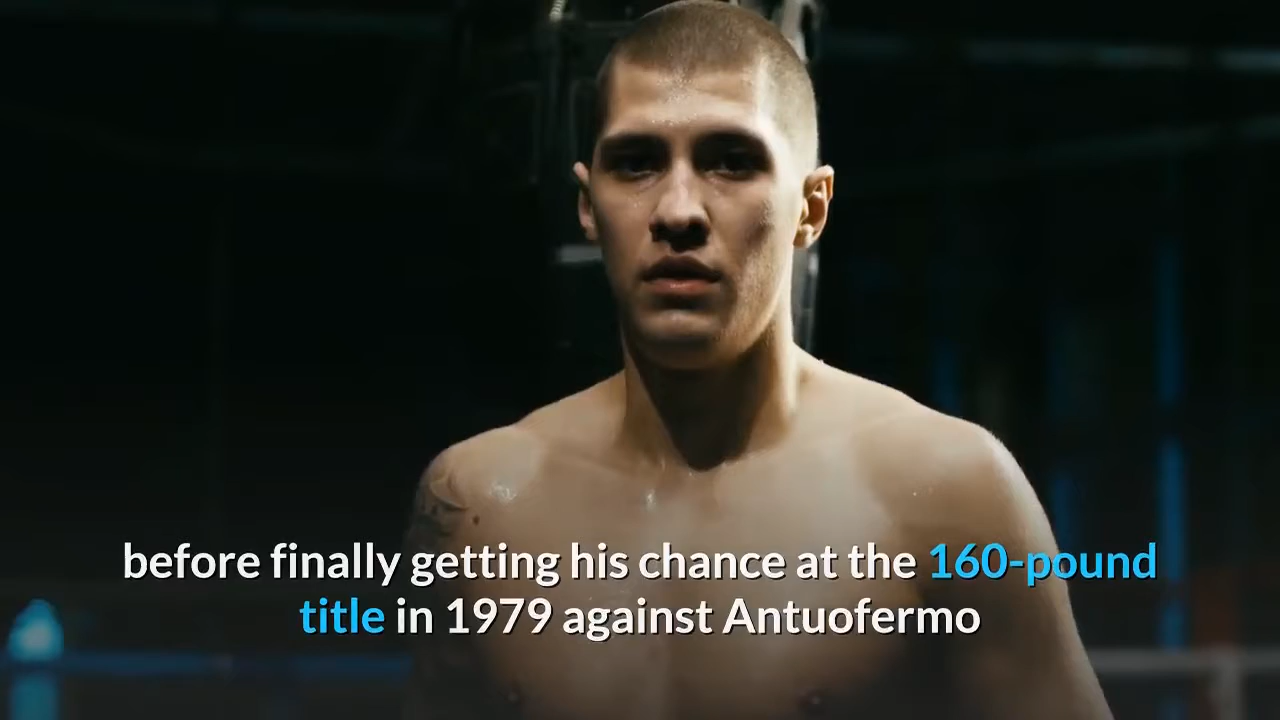 before finally getting his chance at the 160-pound
title in 1979 against Antuofermo